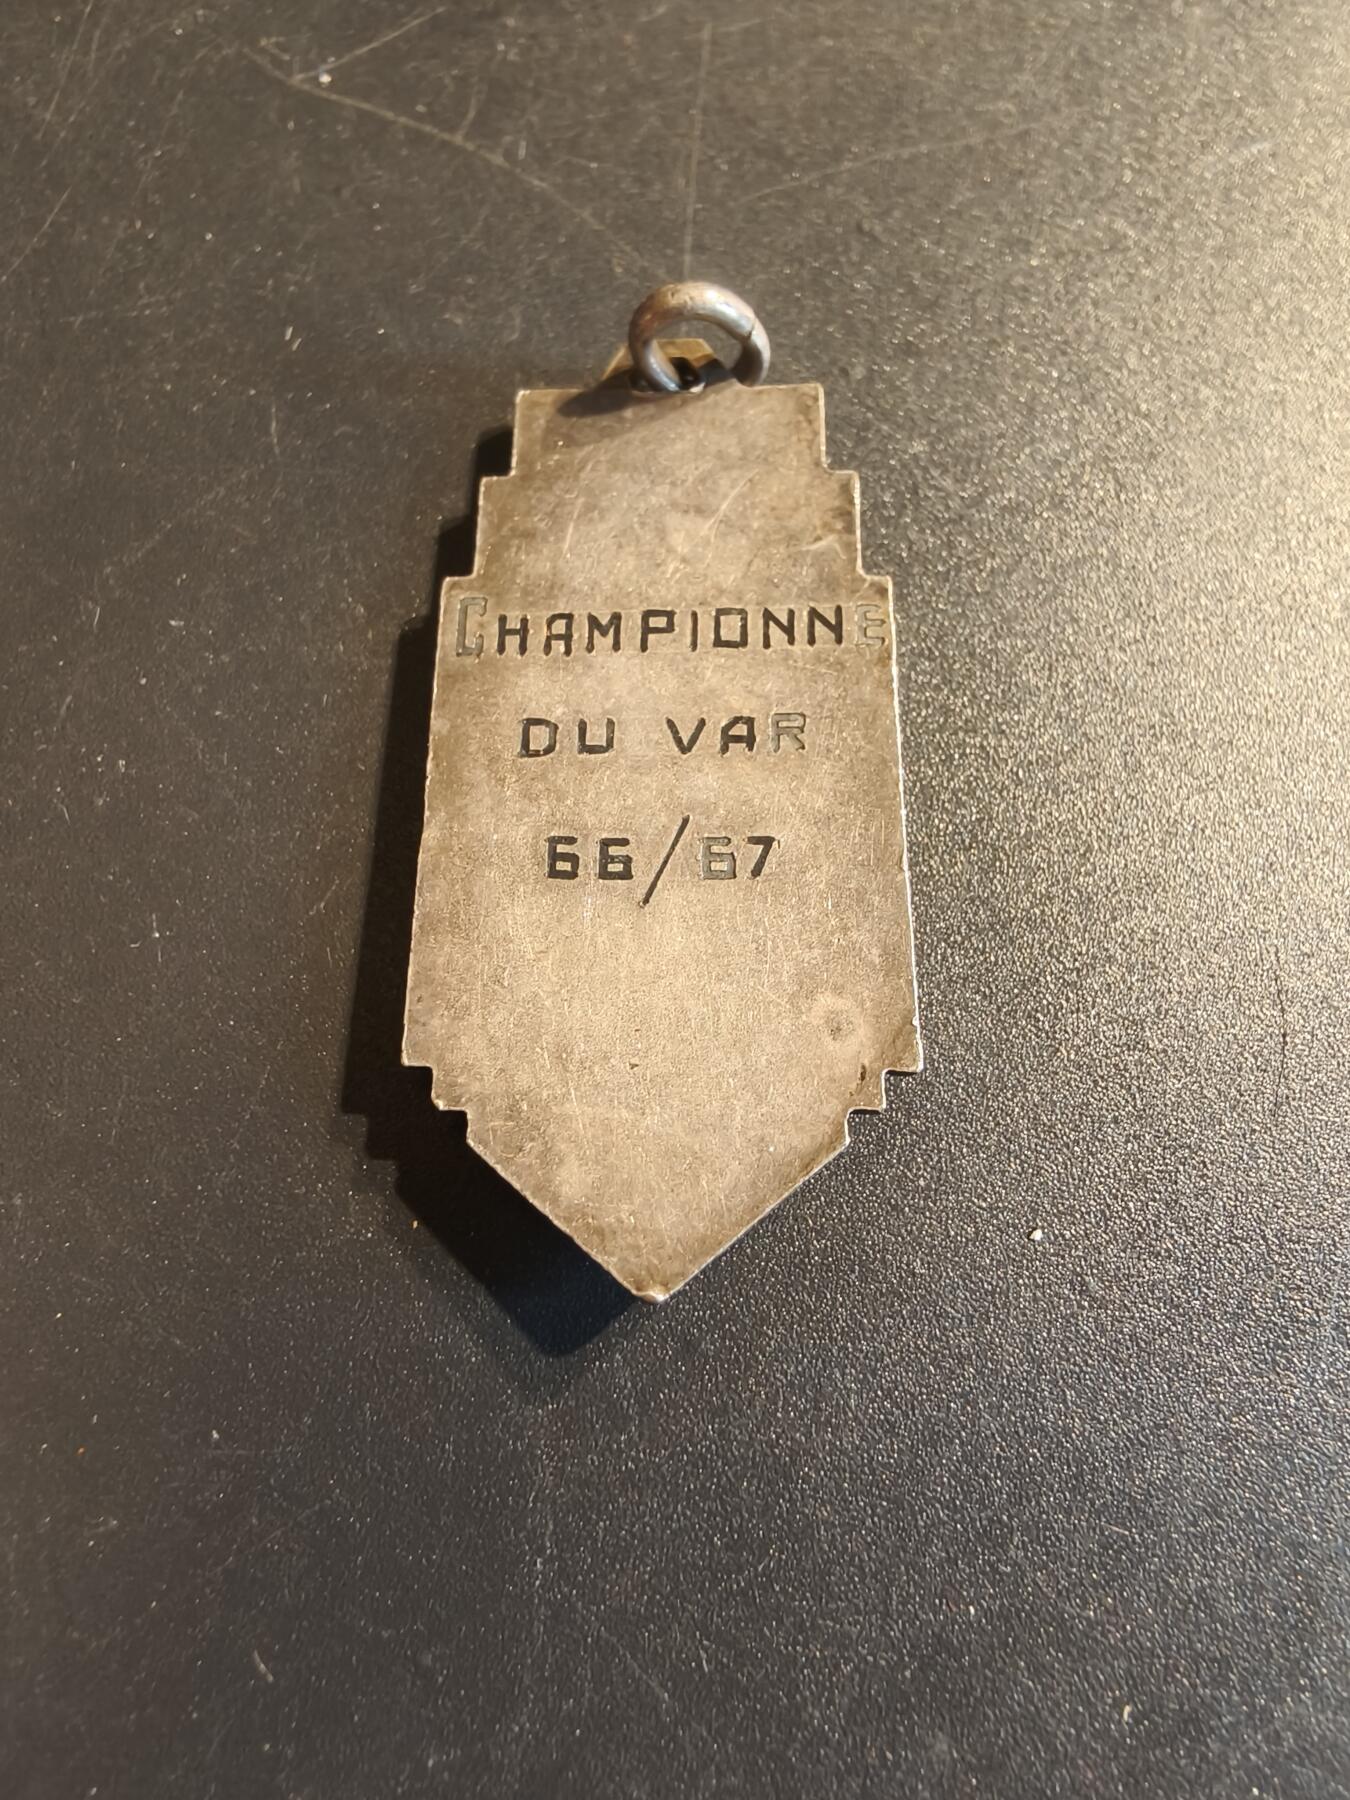 CHAMPIONNE
DU VAR
66/67